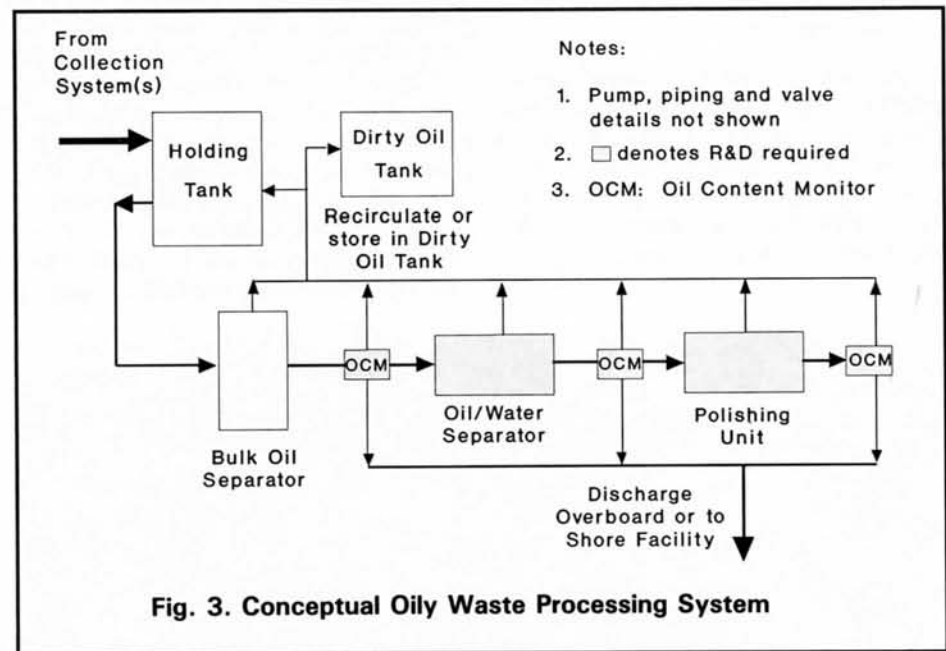 From
Collection
System(s)
Holding
Tank
Dirty Oil
Tank
Recirculate or
store in Dirty
Oil Tank
Notes:
1. Pump, piping and valve
details not shown
2. denotes R&D required
3. OCM: Oil Content Monitor
Bulk Oil
Separator
OCM
Oil/Water
Separator
OCM
Polishing
Unit
OCM
Discharge
Overboard or to
Shore Facility
Fig. 3. Conceptual Oily Waste Processing System